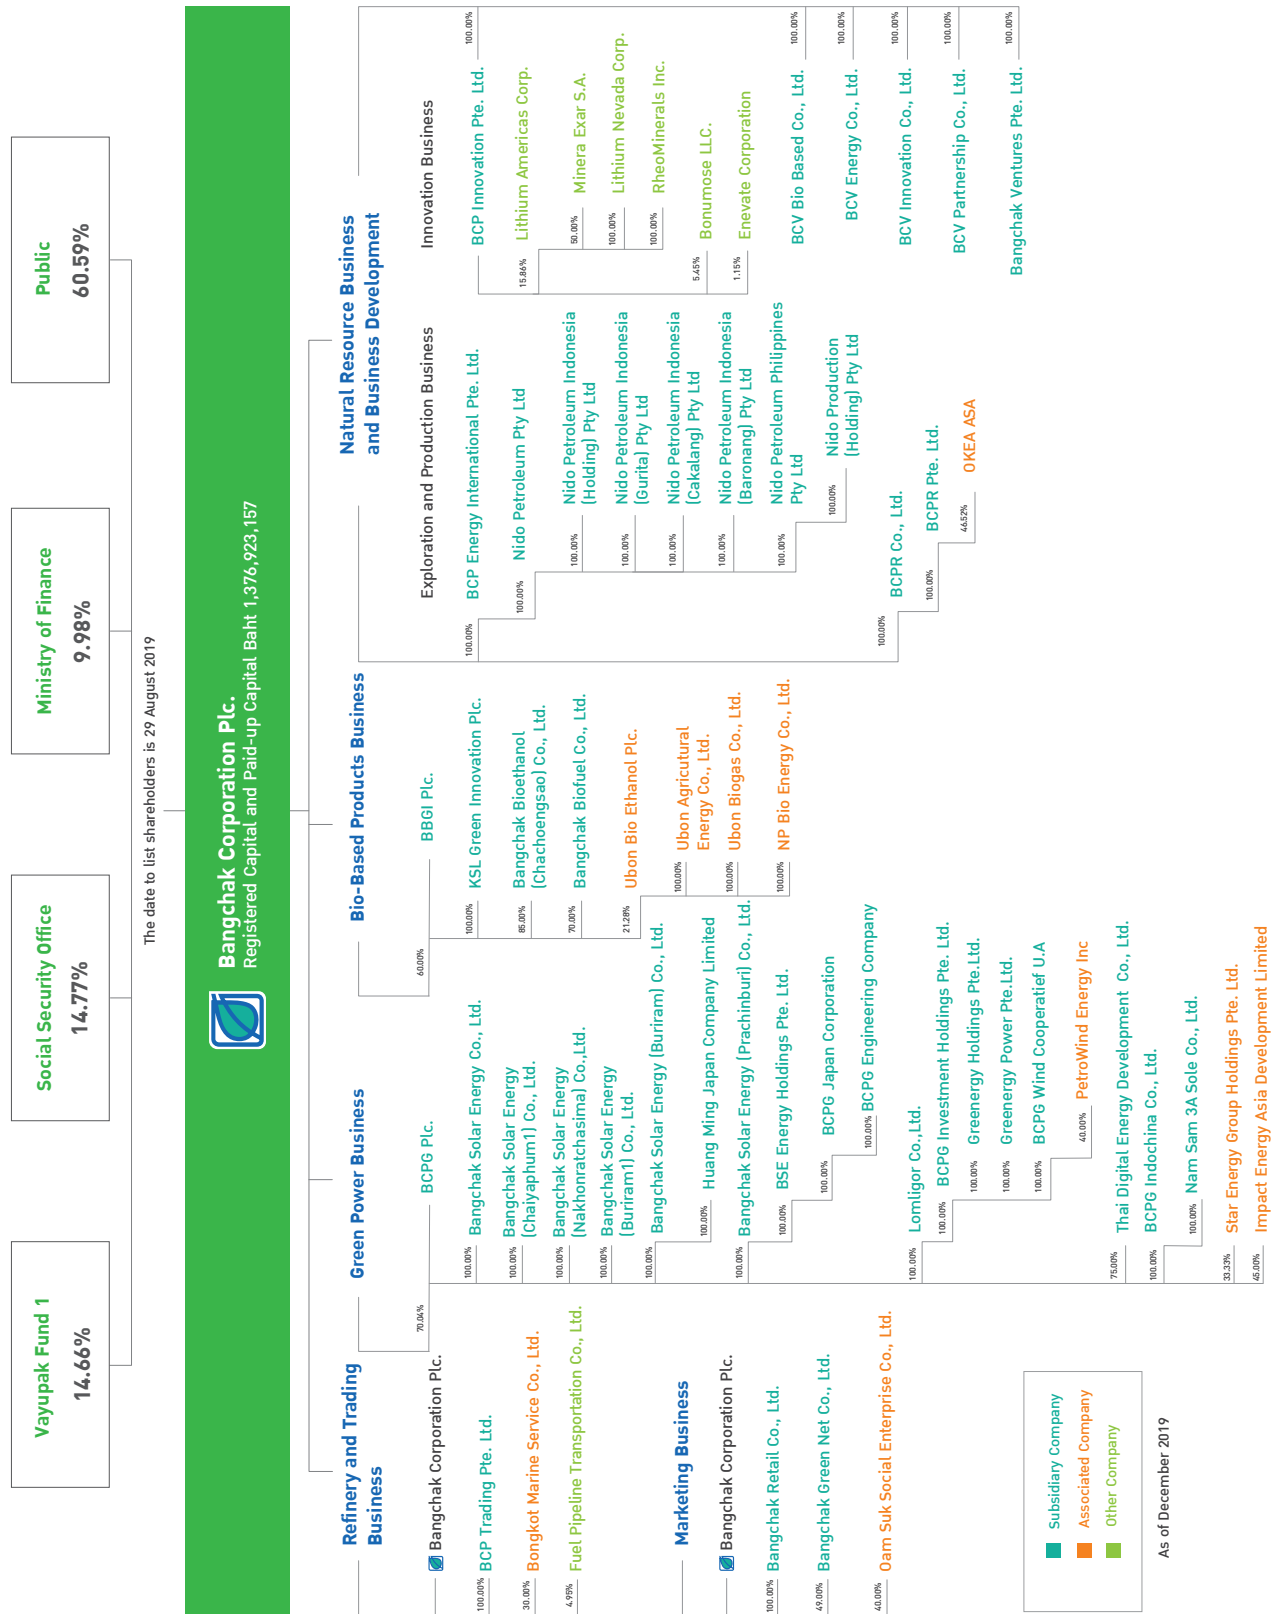 Vayupak Fund 1
14.66%
Social Security Office
14.77%
Ministry of Finance
9.98%
Public
60.59%
The date to list shareholders is 29 August 2019
Bangchak Corporation Plc.
Registered Capital and Paid-up Capital Baht 1,376,923,157
Refinery and Trading
Business
Bangchak Corporation Plc.
100.00%
BCP Trading Pte. Ltd.
30.00%
Bongkot Marine Service Co., Ltd.
4.95%
Fuel Pipeline Transportation Co., Ltd.
Marketing Business
Bangchak Corporation Plc.
100.00%
Bangchak Retail Co., Ltd.
49.00%
Bangchak Green Net Co., Ltd.
40.00%
Oam Suk Social Enterprise Co., Ltd.
Green Power Business
70.04%
BCPG Plc.
100.00%
Bangchak Solar Energy Co., Ltd.
100.00%
Bangchak Solar Energy
(Chaiyaphum1) Co., Ltd.
100.00%
Bangchak Solar Energy
(Nakhonratchasima) Co.,Ltd.
100.00%
Bangchak Solar Energy
(Buriram1) Co., Ltd.
100.00%
Bangchak Solar Energy (Buriram) Co., Ltd.
100.00%
Huang Ming Japan Company Limited
100.00%
Bangchak Solar Energy (Prachinburi) Co., Ltd.
100.00%
BSE Energy Holdings Pte. Ltd.
100.00%
BCPG Japan Corporation
100.00%
BCPG Engineering Company
100.00%
Lomligor Co.,Ltd.
100.00%
BCPG Investment Holdings Pte. Ltd.
100.00%
Greenergy Holdings Pte.Ltd.
100.00%
Greenergy Power Pte.Ltd.
100.00%
BCPG Wind Cooperatief U.A
40.00%
PetroWind Energy Inc
75.00%
Thai Digital Energy Development Co., Ltd.
100.00%
BCPG Indochina Co., Ltd.
100.00%
Nam Sam 3A Sole Co., Ltd.
33.33%
Star Energy Group Holdings Pte. Ltd.
45.00%
Impact Energy Asia Development Limited
Bio-Based Products Business
60.00%
BBGI Plc.
100.00%
KSL Green Innovation Plc.
85.00%
Bangchak Bioethanol
(Chachoengsao) Co., Ltd.
70.00%
Bangchak Biofuel Co., Ltd.
21.28%
Ubon Bio Ethanol Plc.
100.00%
Ubon Agricutural
Energy Co., Ltd.
100.00%
Ubon Biogas Co., Ltd.
100.00%
NP Bio Energy Co., Ltd.
Natural Resource Business
and Business Development
Exploration and Production Business
100.00%
BCP Energy International Pte. Ltd.
100.00%
Nido Petroleum Pty Ltd
100.00%
Nido Petroleum Indonesia
(Holding) Pty Ltd
100.00%
Nido Petroleum Indonesia
(Gurita) Pty Ltd
100.00%
Nido Petroleum Indonesia
(Cakalang) Pty Ltd
100.00%
Nido Petroleum Indonesia
(Baronang) Pty Ltd
100.00%
Nido Petroleum Philippines
Pty Ltd
100.00%
Nido Production
(Holding) Pty Ltd
100.00%
BCPR Co., Ltd.
100.00%
BCPR Pte. Ltd.
46.52%
OKEA ASA
Innovation Business
BCP Innovation Pte. Ltd.
100.00%
15.86%
Lithium Americas Corp.
50.00%
Minera Exar S.A.
100.00%
Lithium Nevada Corp.
100.00%
RheoMinerals Inc.
5.45%
Bonumose LLC.
1.15%
Enevate Corporation
BCV Bio Based Co., Ltd.
100.00%
BCV Energy Co., Ltd.
100.00%
BCV Innovation Co., Ltd.
100.00%
BCV Partnership Co., Ltd.
100.00%
Bangchak Ventures Pte. Ltd.
100.00%
Subsidiary Company
Associated Company
Other Company
As of December 2019